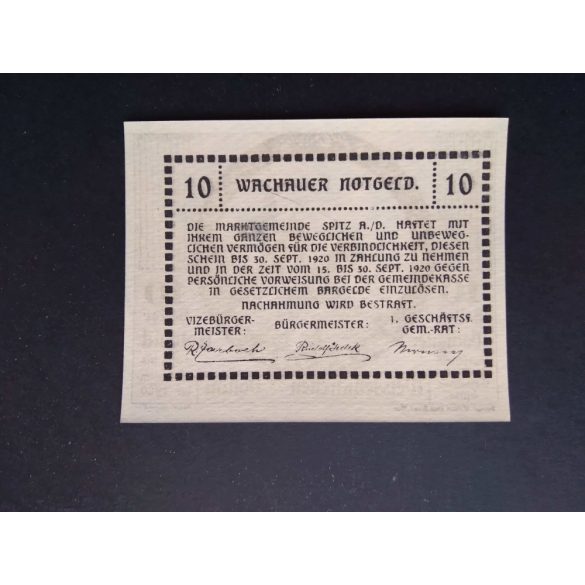 10 WACHAUER NOTGELD. 10
DIE MARKTGEMEINDE SPITZ A./D. HAFTET MIT
IHREM GANZEN BEWEGLICHEN UND UNBEWEG-
LICHEN VERMÖGEN FÜR DIE VERBINDLICHKEIT, DIESEN
SCHEIN BIS 30. SEPT. 1920 IN ZAHLUNG ZU NEHMEN
UND IN DER ZEIT VOM 15. BIS 30. SEPT. 1920 GEGEN
PERSÖNLICHE VORWEISUNG BEI DER GEMEINDEKASSE
IN GESETZLICHEM BARGELDE EINZULÖSEN.
NACHAHMUNG WIRD BESTRAFT.
VIZEBÜRGER-
MEISTER:
BÜRGERMEISTER:
1. GESCHÄFTSF.
GEM.-RAT: